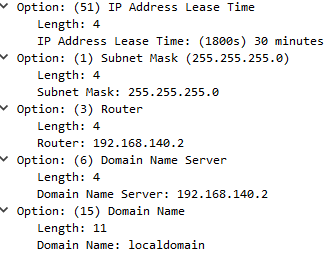 Option: (51) IP Address Lease Time
Length: 4
IP Address Lease Time: (1800s) 30 minutes
Option: (1) Subnet Mask (255.255.255.0)
Length: 4
Subnet Mask: 255.255.255.0
Option: (3) Router
Length: 4
Router: 192.168.140.2
Option: (6) Domain Name Server
Length: 4
Domain Name Server: 192.168.140.2
Option: (15) Domain Name
Length: 11
Domain Name: localdomain